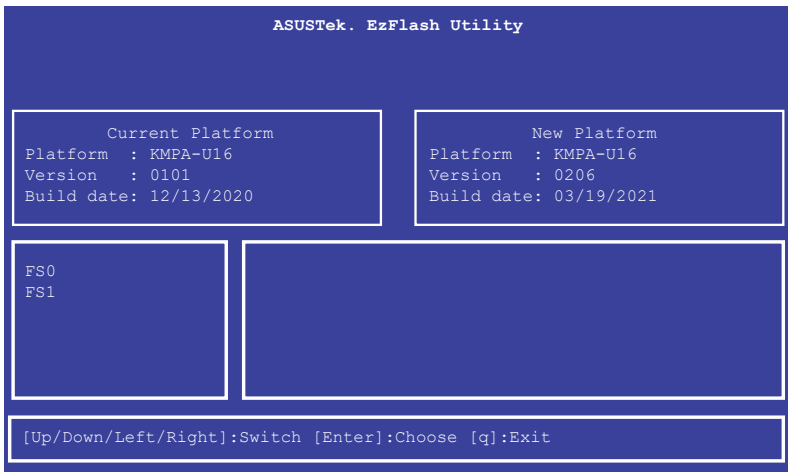 ASUSTek. EzFlash Utility
Current Platform
Platform : KMPA-U16
Version : 0101
Build date: 12/13/2020
New Platform
Platform : KMPA-U16
Version : 0206
Build date: 03/19/2021
FS0
FS1
[Up/Down/Left/Right]:Switch [Enter]:Choose [q]:Exit